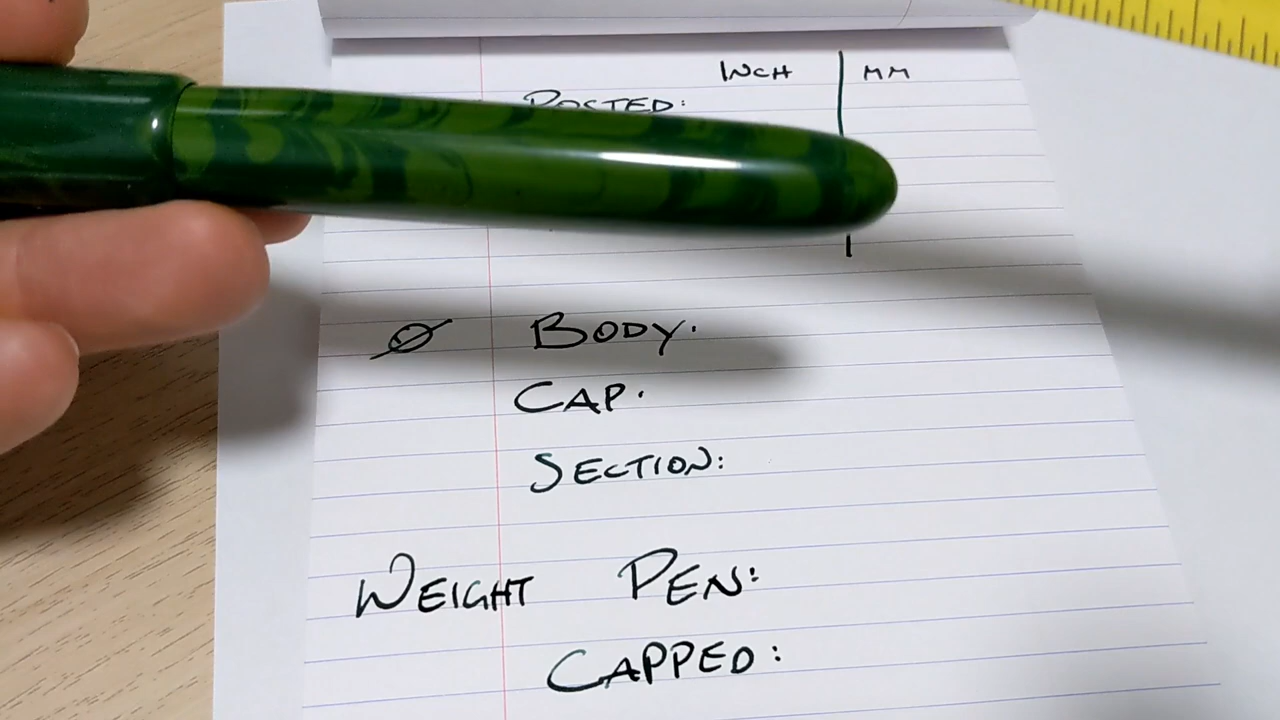 INCH MM
POSTED:
Ø BODY.
CAP.
SECTION:
WEIGHT PEN:
CAPPED: